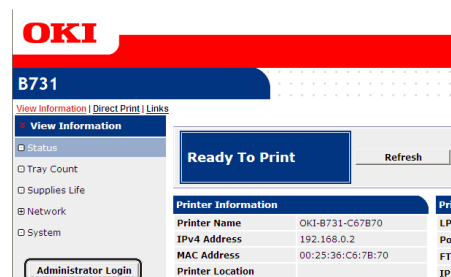 OKI
B731
View Information | Direct Print | Links
View Information
Status
Tray Count
Supplies Life
Network
System
Administrator Login
Ready To Print
Refresh
Printer Information
Printer Name OKI-B731-C67B70
IPv4 Address 192.168.0.2
MAC Address 00:25:36:C6:7B:70
Printer Location
Pri
LP
Po
FT
IP